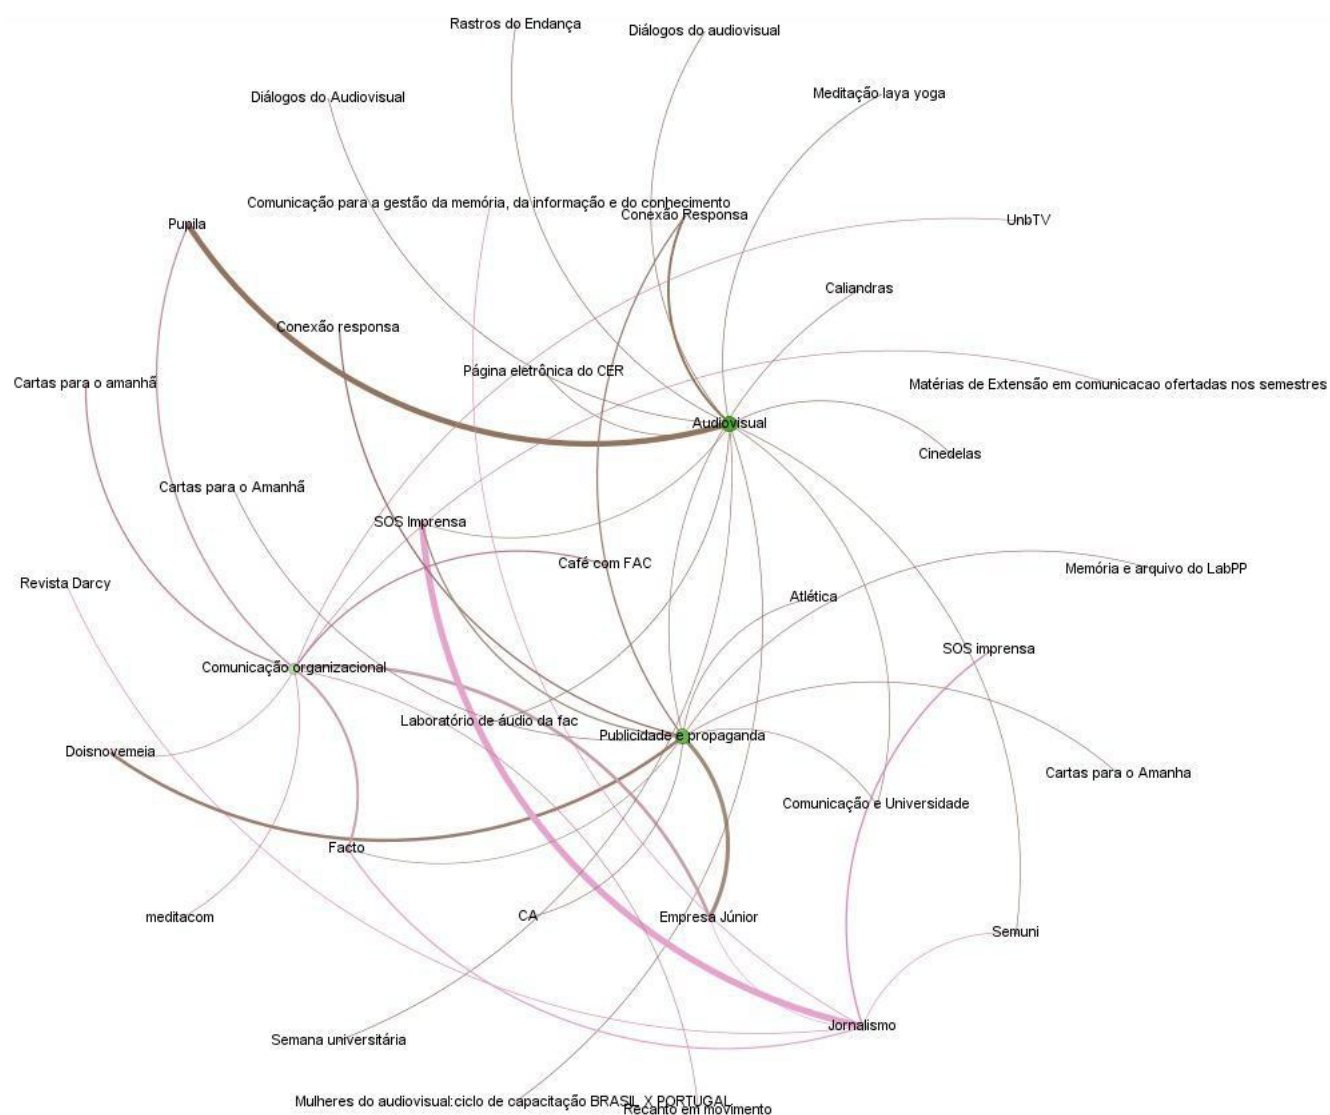 Rastros do Endança
Diálogos do audiovisual
Meditação laya yoga
Diálogos do Audiovisual
Comunicação para a gestão da memória, da informação e do conhecimento
Conexão Responsa
UnbTV
Pupila
Caliandras
Conexão responsa
Página eletrônica do CER
Cartas para o amanhã
Matérias de Extensão em comunicacao ofertadas nos semestres
Audiovisual
Cinedelas
Cartas para o Amanhã
SOS Imprensa
Café com FAC
Memória e arquivo do LabPP
Revista Darcy
Atlética
SOS imprensa
Comunicação organizacional
Laboratório de áudio da fac
Publicidade e propaganda
Doisnovemeia
Cartas para o Amanha
Comunicação e Universidade
Facto
meditacom
CA
Empresa Júnior
Semuni
Jornalismo
Semana universitária
Mulheres do audiovisual:ciclo de capacitação BRASIL X PORTUGAL
Recanto em movimento